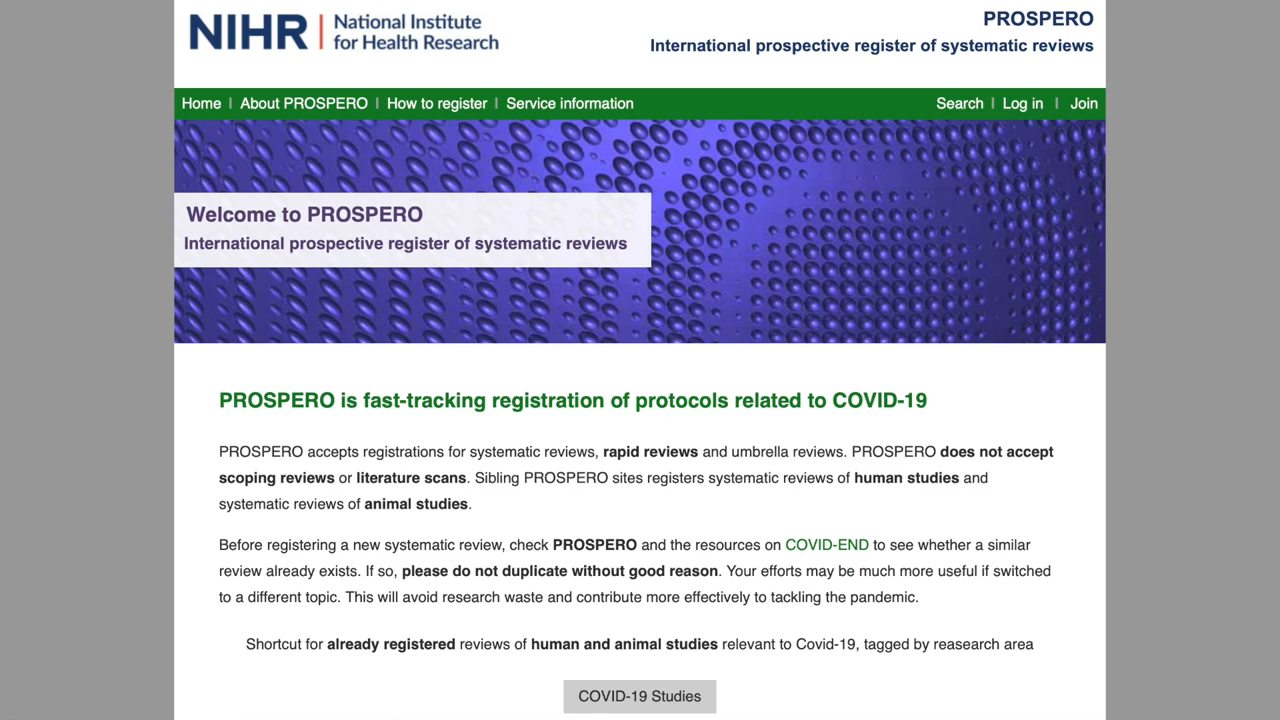 NIHR | National Institute
for Health Research
PROSPERO
International prospective register of systematic reviews
Home | About PROSPERO | How to register | Service information
Search | Log in | Join
Welcome to PROSPERO
International prospective register of systematic reviews
PROSPERO is fast-tracking registration of protocols related to COVID-19
PROSPERO accepts registrations for systematic reviews, rapid reviews and umbrella reviews. PROSPERO does not accept
scoping reviews or literature scans. Sibling PROSPERO sites registers systematic reviews of human studies and
systematic reviews of animal studies.
Before registering a new systematic review, check PROSPERO and the resources on COVID-END to see whether a similar
review already exists. If so, please do not duplicate without good reason. Your efforts may be much more useful if switched
to a different topic. This will avoid research waste and contribute more effectively to tackling the pandemic.
Shortcut for already registered reviews of human and animal studies relevant to Covid-19, tagged by reasearch area
COVID-19 Studies